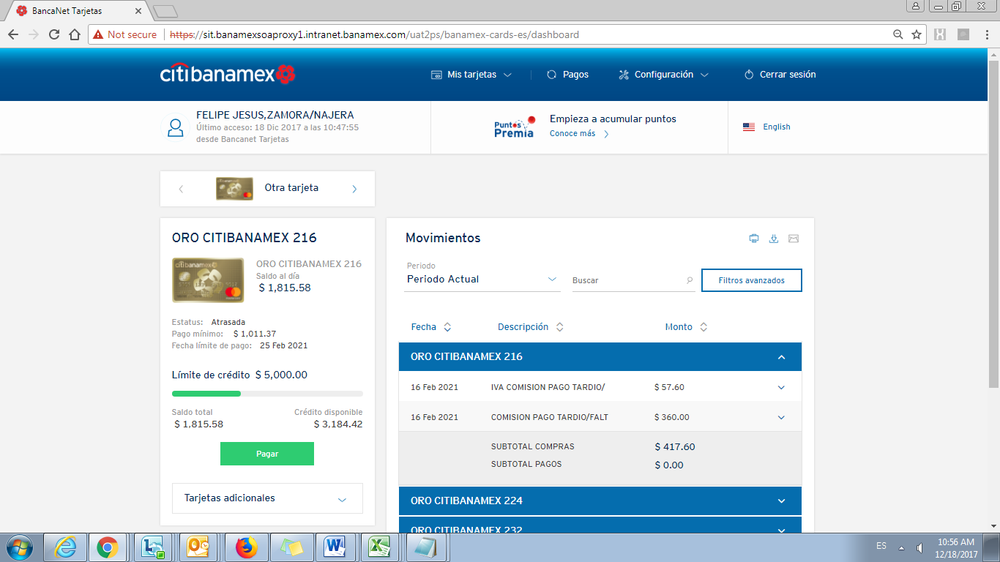 BancaNet Tarjetas
Not secure https://sit.banamexsoaproxy1.intranet.banamex.com/uat2ps/banamex-cards-es/dashboard
citibanamex
Mis tarjetas
Pagos
Configuración
Cerrar sesión
FELIPE JESUS,ZAMORA/NAJERA
Último acceso: 18 Dic 2017 a las 10:47:55
desde Bancanet Tarjetas
Puntos
Premia
Empieza a acumular puntos
Conoce más
English
Otra tarjeta
ORO CITIBANAMEX 216
citibanamex
ORO CITIBANAMEX 216
Saldo al día
$ 1,815.58
Estatus: Atrasada
Pago mínimo: $ 1,011.37
Fecha límite de pago: 25 Feb 2021
Límite de crédito $ 5,000.00
Saldo total
$ 1,815.58
Crédito disponible
$ 3,184.42
Pagar
Tarjetas adicionales
Movimientos
Periodo
Periodo Actual
Buscar
Filtros avanzados
Fecha Descripción Monto
ORO CITIBANAMEX 216
16 Feb 2021 IVA COMISION PAGO TARDIO/ $ 57.60
16 Feb 2021 COMISION PAGO TARDIO/FALT $ 360.00
SUBTOTAL COMPRAS $ 417.60
SUBTOTAL PAGOS $ 0.00
ORO CITIBANAMEX 224
ORO CITIBANAMEX 232
ES
10:56 AM
12/18/2017